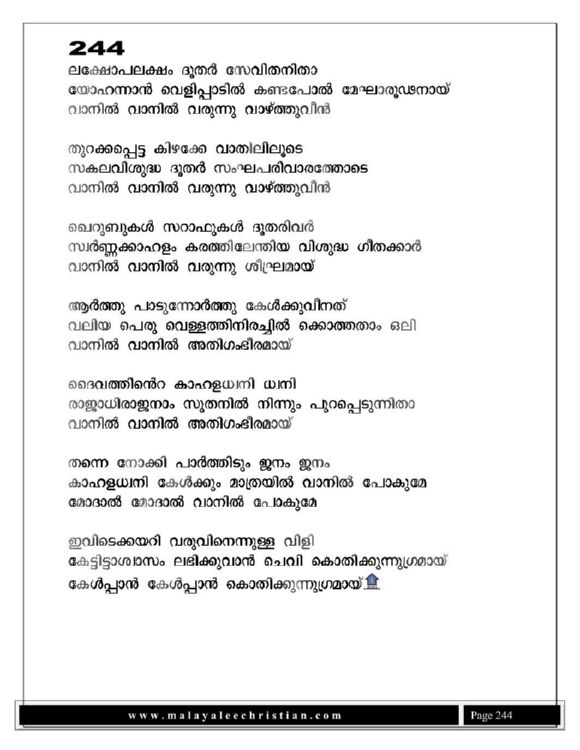 244
ലക്ഷോപലക്ഷം ദൂതർ സേവിതനിതാ
യോഹന്നാൻ വെളിപ്പാടിൽ കണ്ടപോൽ മേഘാരൂഢനായ്
വാനിൽ വാനിൽ വരുന്നു വാഴ്ത്തുവീൻ
തുറക്കപ്പെട്ട കിഴക്കേ വാതിലിലൂടെ
സകലവിശുദ്ധ ദൂതർ സംഘപരിവാരത്തോടെ
വാനിൽ വാനിൽ വരുന്നു വാഴ്ത്തുവീൻ
ഖെറുബുകൾ സറാഫുകൾ ദൂതരിവർ
സ്വർണ്ണക്കാഹളം കരത്തിലേന്തിയ വിശുദ്ധ ഗീതക്കാർ
വാനിൽ വാനിൽ വരുന്നു ശീഘ്രമായ്
ആർത്തു പാടുന്നോർത്തു കേൾക്കുവീനത്
വലിയ പെരു വെള്ളത്തിനിരച്ചിൽ ക്കൊത്തതാം ഒലി
വാനിൽ വാനിൽ അതിഗംഭീരമായ്
ദൈവത്തിൻെറ കാഹളധ്വനി ധ്വനി
രാജാധിരാജനാം സുതനിൽ നിന്നും പുറപ്പെടുന്നിതാ
വാനിൽ വാനിൽ അതിഗംഭീരമായ്
തന്നെ നോക്കി പാർത്തിടും ജനം ജനം
കാഹളധ്വനി കേൾക്കും മാത്രയിൽ വാനിൽ പോകുമേ
മോദാൽ മോദാൽ വാനിൽ പോകുമേ
ഇവിടെക്കയറി വരുവിനെന്നുള്ള വിളി
കേട്ടിട്ടാശ്വാസം ലഭിക്കുവാൻ ചെവി കൊതിക്കുന്നുഗ്രമായ്
കേൾപ്പാൻ കേൾപ്പാൻ കൊതിക്കുന്നുഗ്രമായ്
www.malayaleechristian.com Page 244